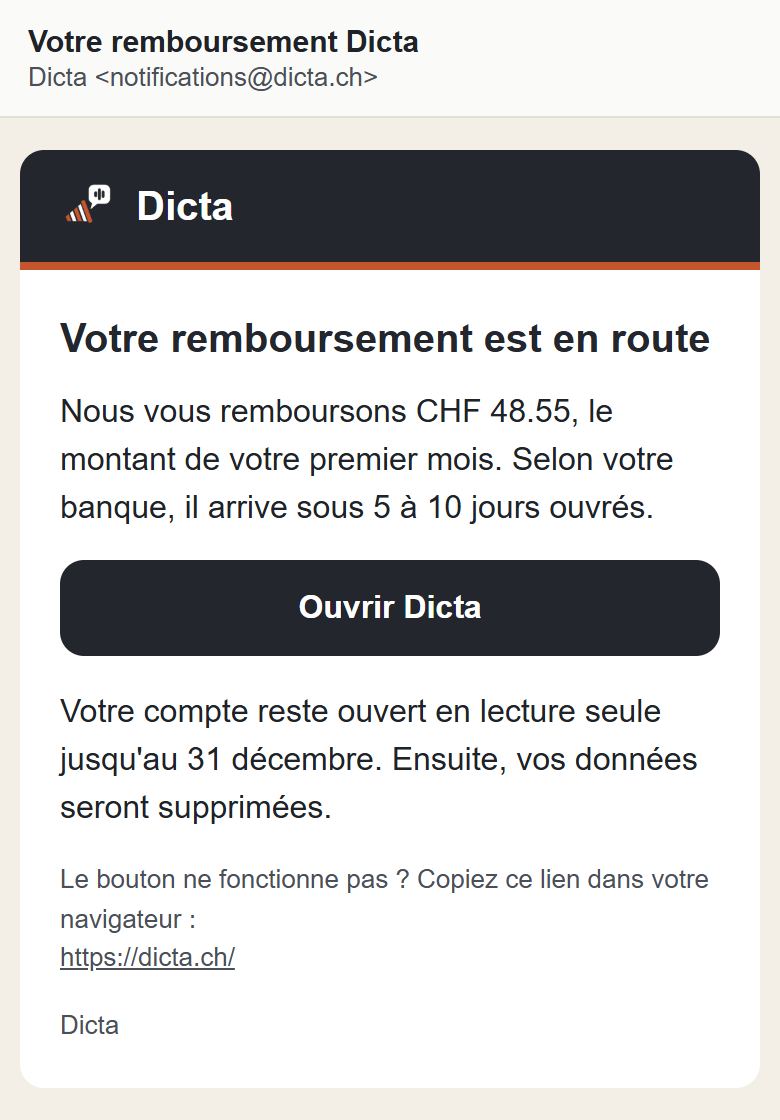 Votre remboursement Dicta
Dicta <notifications@dicta.ch>
Dicta
Votre remboursement est en route
Nous vous remboursons CHF 48.55, le
montant de votre premier mois. Selon votre
banque, il arrive sous 5 à 10 jours ouvrés.
Ouvrir Dicta
Votre compte reste ouvert en lecture seule
jusqu'au 31 décembre. Ensuite, vos données
seront supprimées.
Le bouton ne fonctionne pas ? Copiez ce lien dans votre
navigateur :
https://dicta.ch/
Dicta